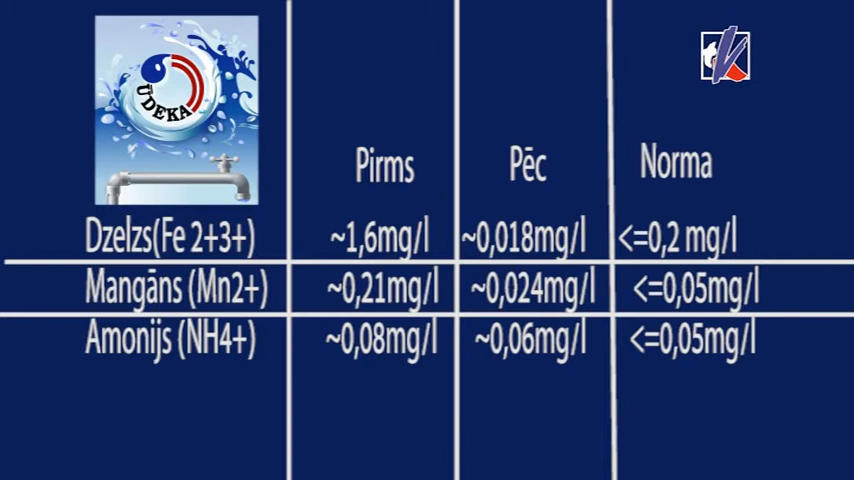 ŪDEKA
Pirms Pēc Norma
Dzelzs(Fe 2+3+) ~1,6mg/l ~0,018mg/l <=0,2 mg/l
Mangāns (Mn2+) ~0,21mg/l ~0,024mg/l <=0,05mg/l
Amonijs (NH4+) ~0,08mg/l ~0,06mg/l <=0,05mg/l